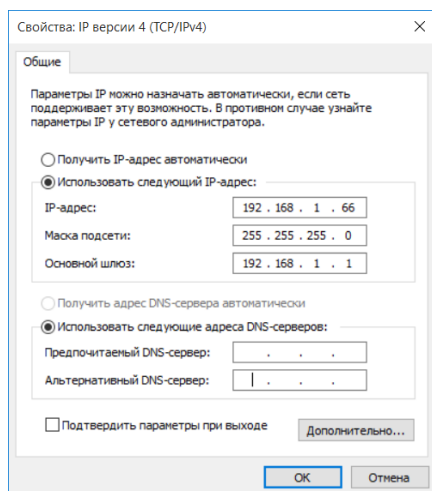 Свойства: IP версии 4 (TCP/IPv4)
Общие
Параметры IP можно назначать автоматически, если сеть
поддерживает эту возможность. В противном случае узнайте
параметры IP у сетевого администратора.
Получить IP-адрес автоматически
Использовать следующий IP-адрес:
IP-адрес: 192 . 168 . 1 . 66
Маска подсети: 255 . 255 . 255 . 0
Основной шлюз: 192 . 168 . 1 . 1
Получить адрес DNS-сервера автоматически
Использовать следующие адреса DNS-серверов:
Предпочитаемый DNS-сервер: . . .
Альтернативный DNS-сервер: . . .
Подтвердить параметры при выходе
Дополнительно...
OK Отмена